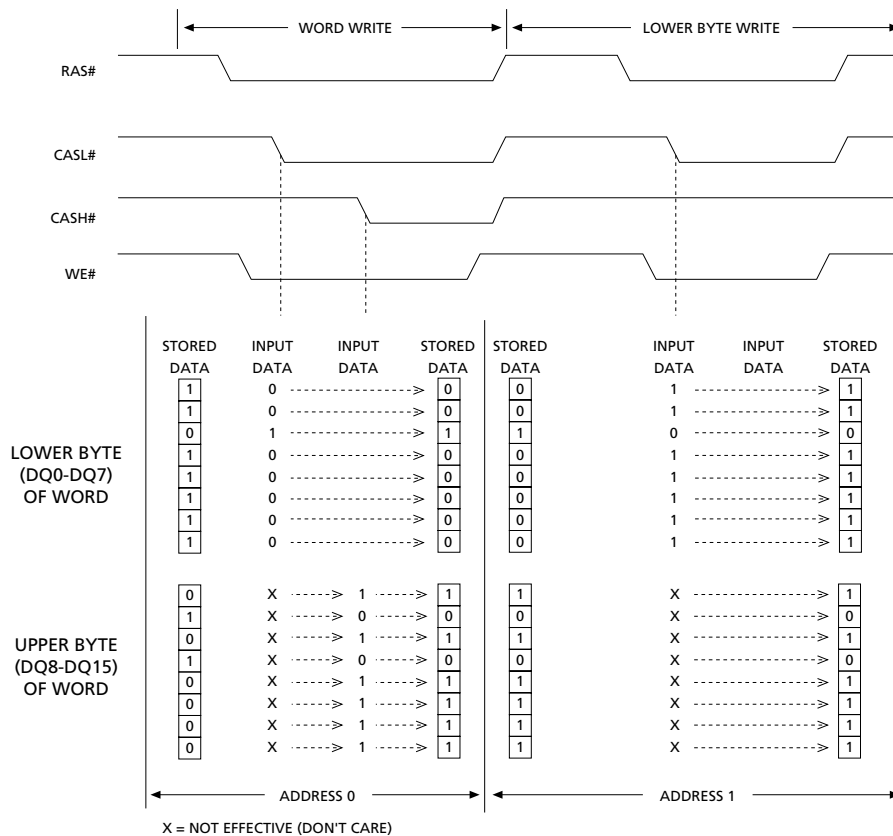 WORD WRITE LOWER BYTE WRITE
RAS#
CASL#
CASH#
WE#
STORED INPUT INPUT STORED STORED INPUT INPUT STORED
DATA DATA DATA DATA DATA DATA DATA DATA
1 0 0 0 1 1
1 0 0 0 1 1
0 1 1 1 0 0
LOWER BYTE 1 0 0 0 1 1
(DQ0-DQ7) 1 0 0 0 1 1
OF WORD 1 0 0 0 1 1
1 0 0 0 1 1
1 0 0 0 1 1
0 X 1 1 1 X 1
1 X 0 0 0 X 0
UPPER BYTE 0 X 1 1 1 X 1
(DQ8-DQ15) 1 X 0 0 0 X 0
OF WORD 0 X 1 1 1 X 1
0 X 1 1 1 X 1
0 X 1 1 1 X 1
0 X 1 1 1 X 1
ADDRESS 0 ADDRESS 1
X = NOT EFFECTIVE (DON'T CARE)